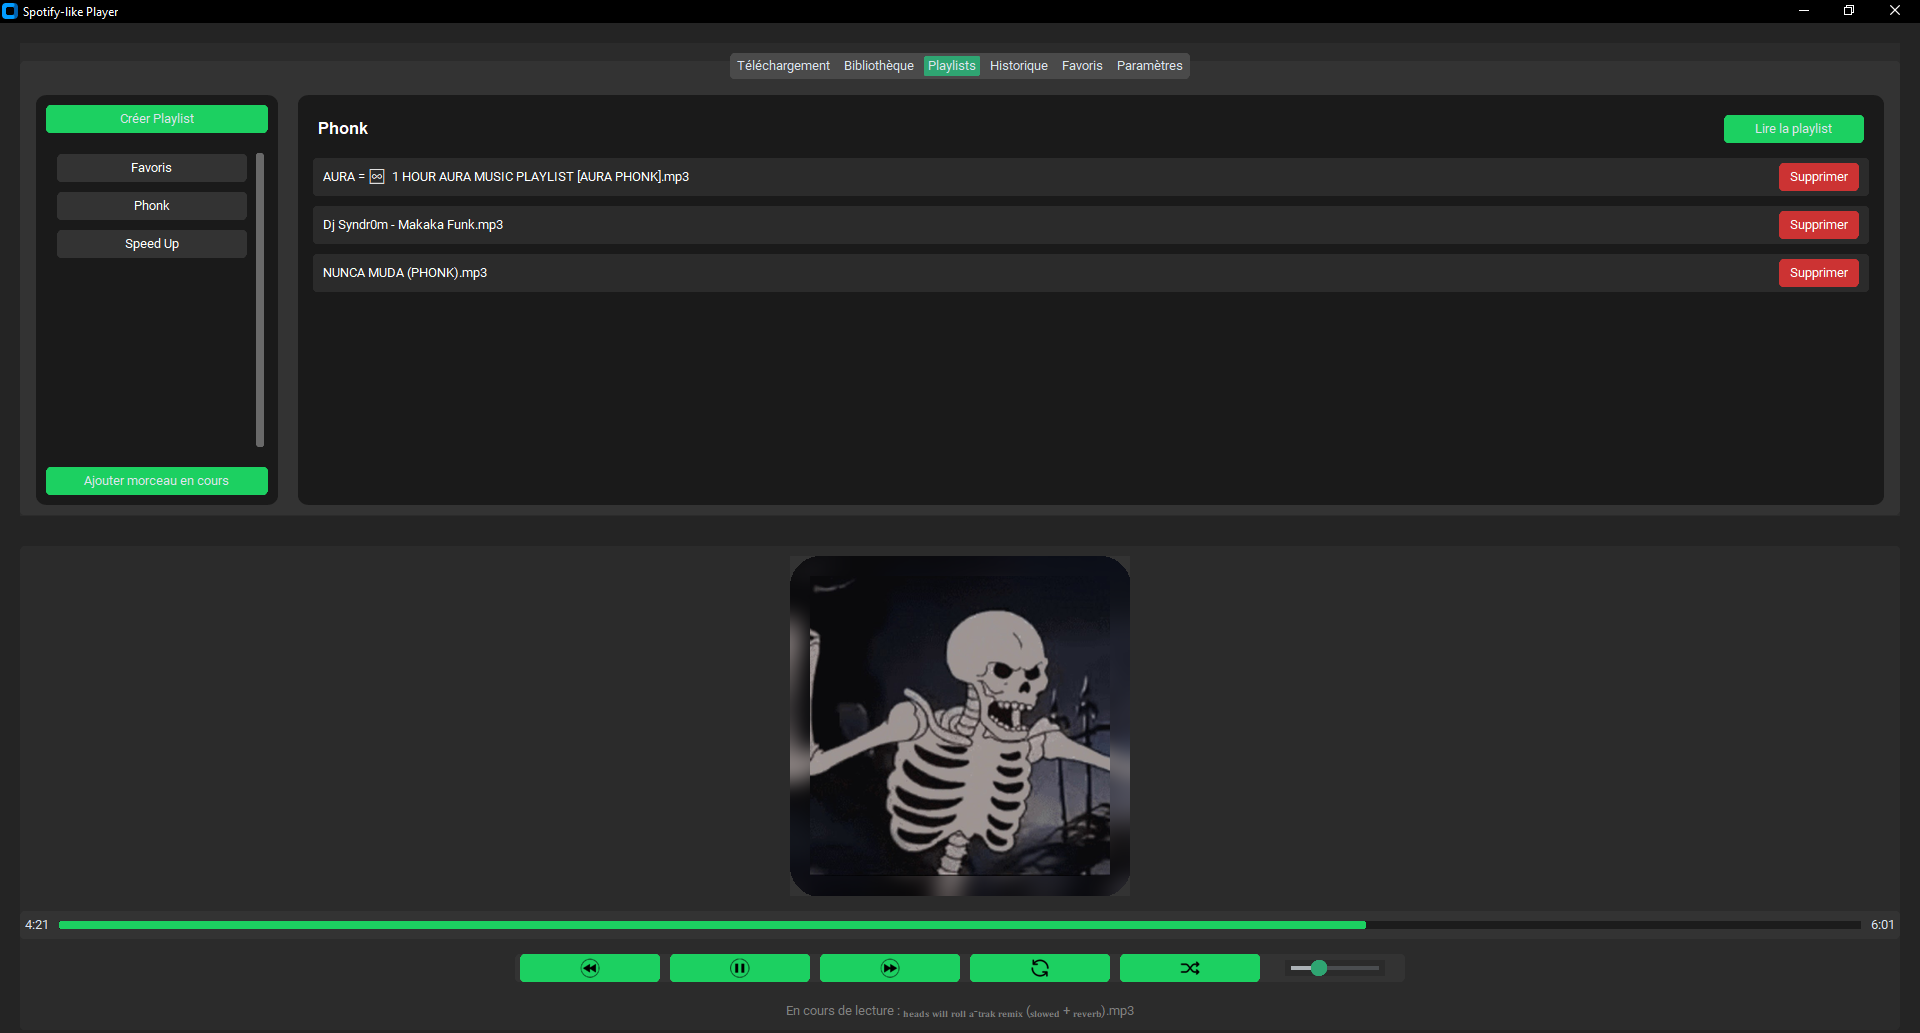 Spotify-like Player
Téléchargement Bibliothèque Playlists Historique Favoris Paramètres
Créer Playlist
Favoris
Phonk
Speed Up
Ajouter morceau en cours
Phonk
Lire la playlist
AURA = ♾️ 1 HOUR AURA MUSIC PLAYLIST [AURA PHONK].mp3
Supprimer
Dj Syndr0m - Makaka Funk.mp3
Supprimer
NUNCA MUDA (PHONK).mp3
Supprimer
4:21
6:01
En cours de lecture : ₕₑₐdₛ wᵢₗₗ ᵣₒₗₗ ₐ⁻ₜᵣₐₖ ᵣₑₘᵢₓ (ₛₗₒwₑd + ᵣₑᵥₑᵣb).mp3